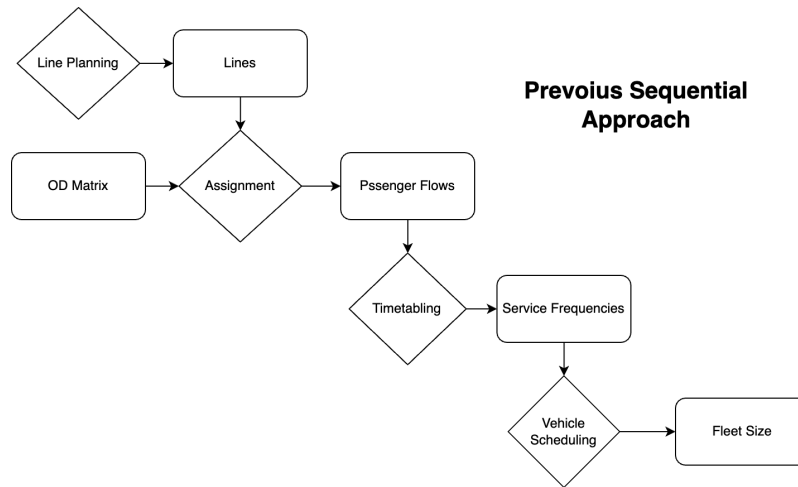 Line Planning
Lines
Prevoius Sequential
Approach
OD Matrix
Assignment
Pssenger Flows
Timetabling
Service Frequencies
Vehicle
Scheduling
Fleet Size